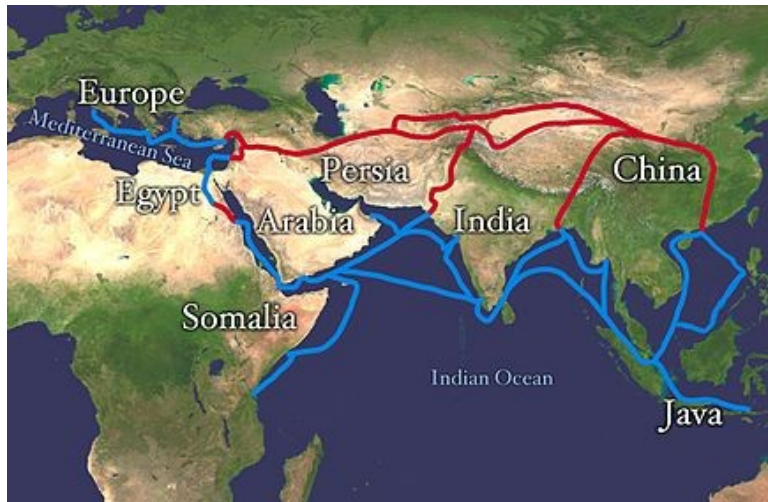 Europe
Mediterranean Sea
Egypt
Persia
China
Arabia
India
Somalia
Indian Ocean
Java